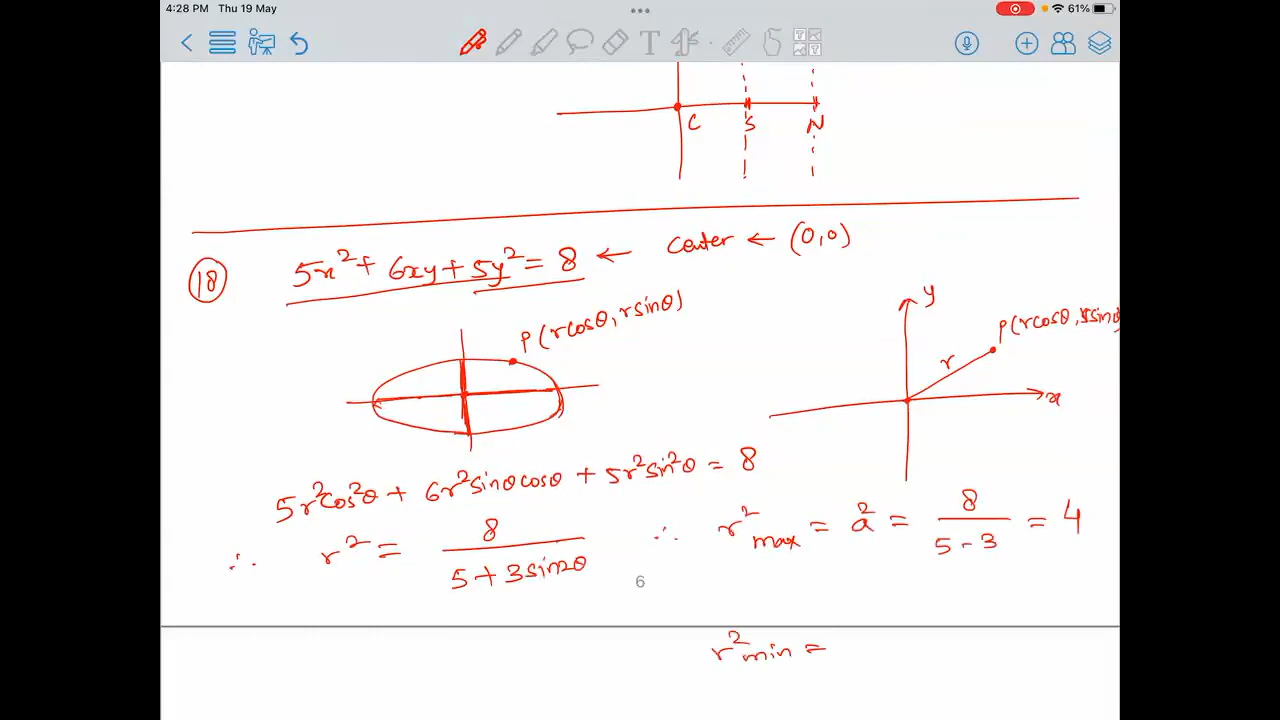 4:28 PM Thu 19 May
61%
C S N
18 5x² + 6xy + 5y² = 8 ← Center ← (0,0)
P(rcosθ, rsinθ)
y
P(rcosθ, rsinθ)
r
x
5r²cos²θ + 6r²sinθcosθ + 5r²sin²θ = 8
∴ r² = 8 / (5 + 3sin2θ) ∴ r²max = a² = 8 / (5 - 3) = 4
6
r²min =